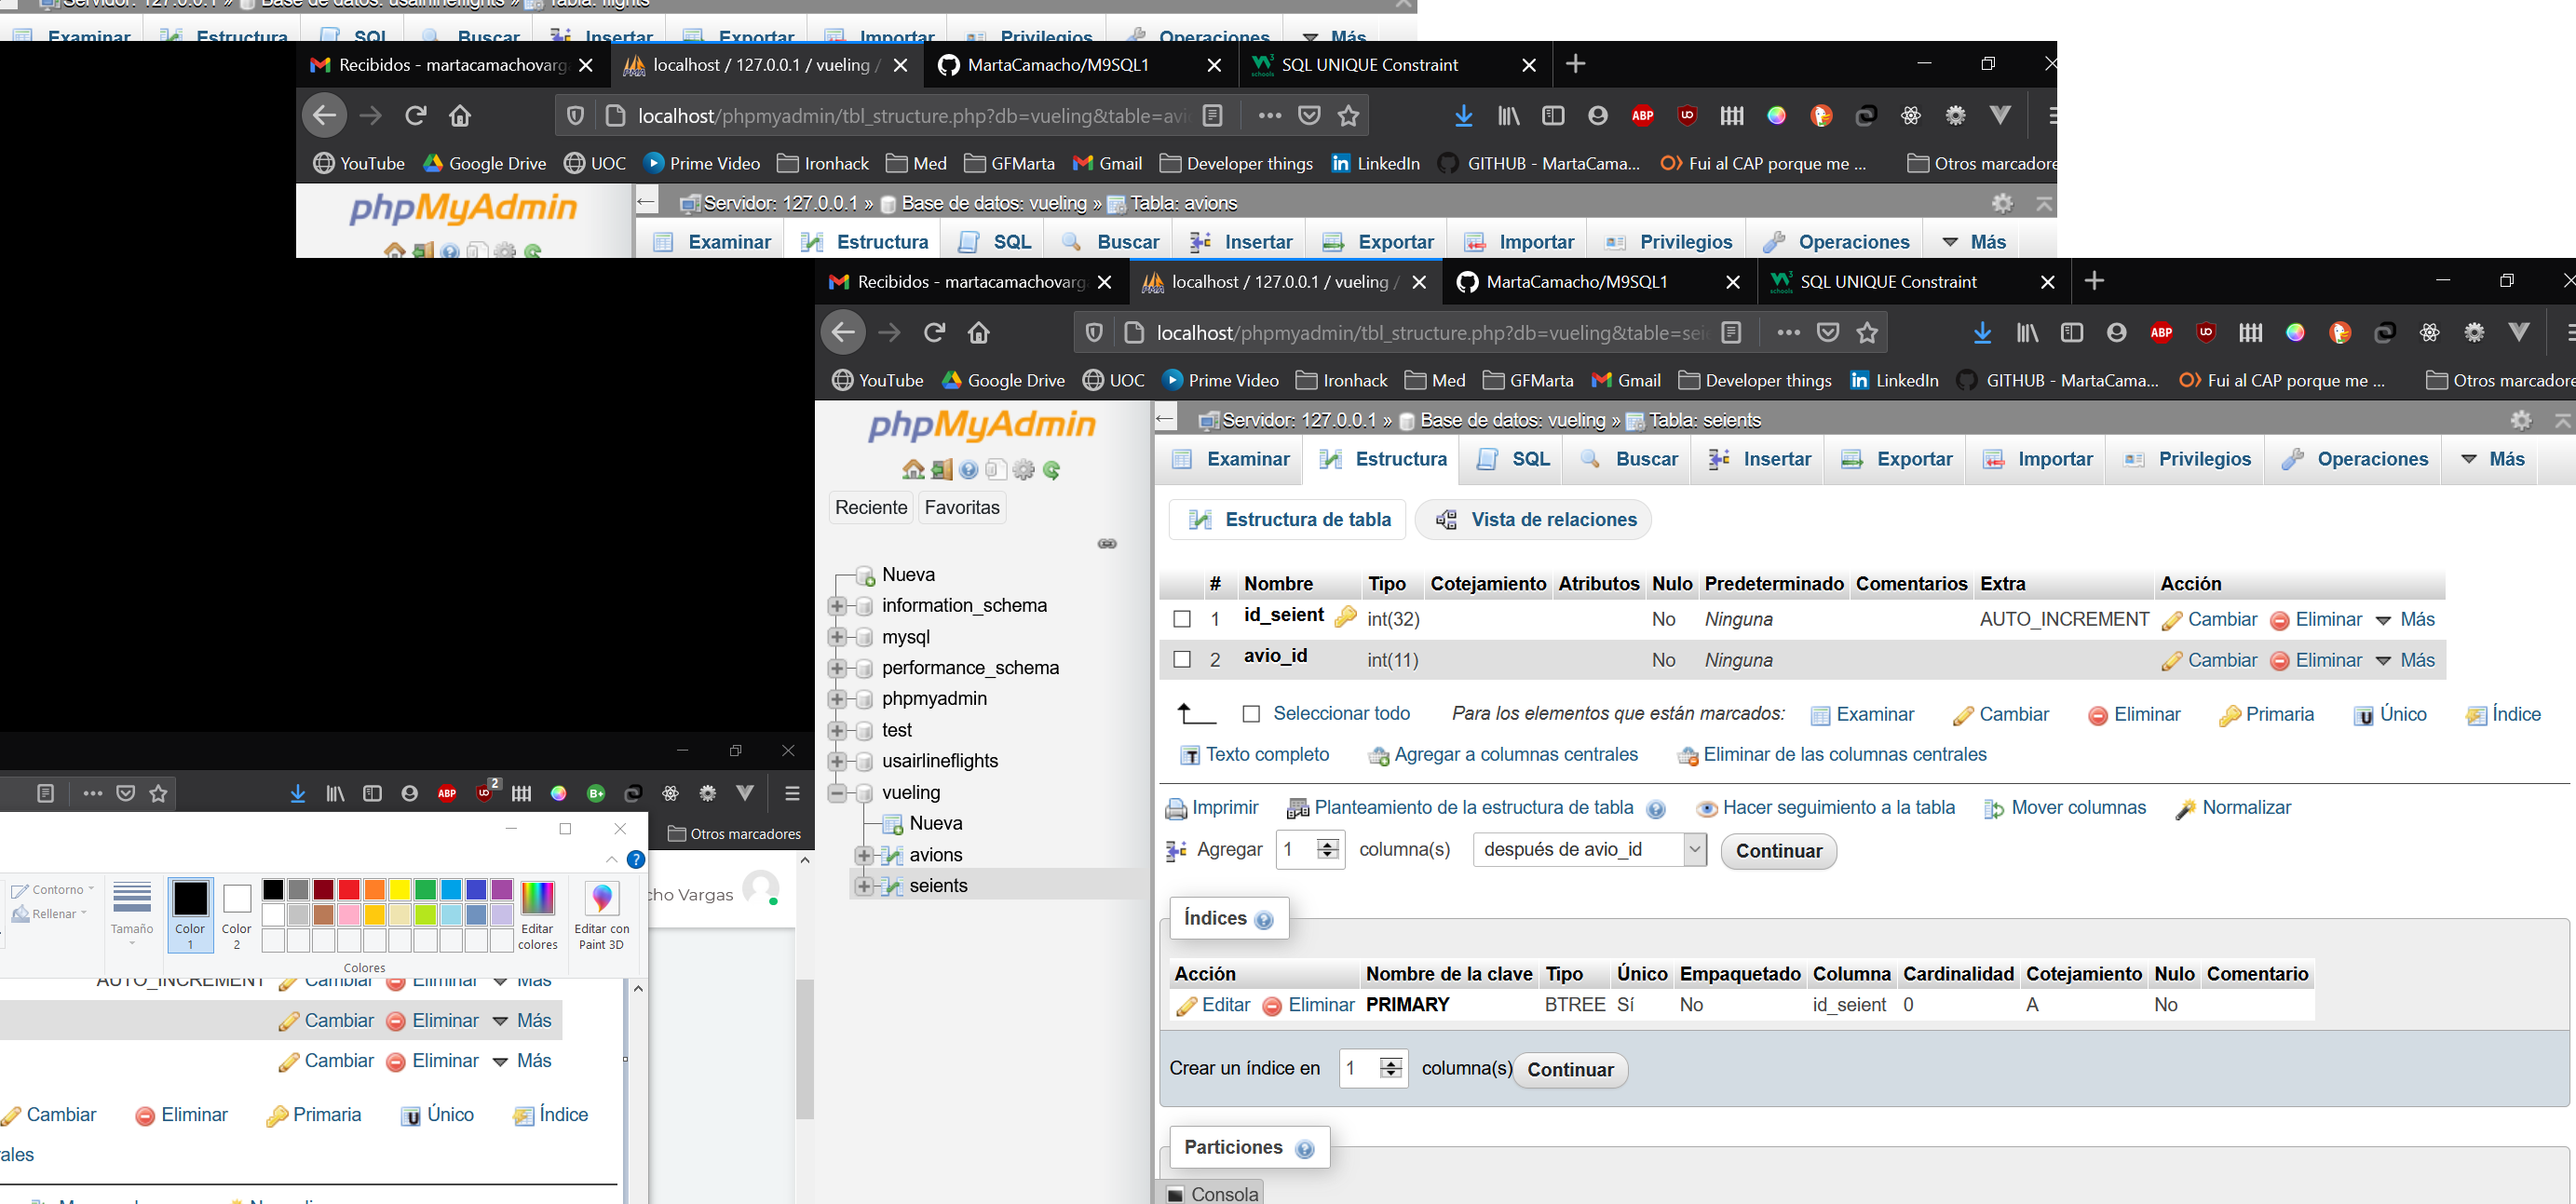 Servidor: 127.0.0.1 » Base de datos: usairlineflights » Tabla: flights
Examinar Estructura SQL Buscar Insertar Exportar Importar Privilegios Operaciones Más
Recibidos - martacamachovarg localhost / 127.0.0.1 / vueling / MartaCamacho/M9SQL1 SQL UNIQUE Constraint
localhost/phpmyadmin/tbl_structure.php?db=vueling&table=avi
YouTube Google Drive UOC Prime Video Ironhack Med GFMarta Gmail Developer things LinkedIn GITHUB - MartaCama... Fui al CAP porque me ... Otros marcadore
phpMyAdmin
Servidor: 127.0.0.1 » Base de datos: vueling » Tabla: avions
Examinar Estructura SQL Buscar Insertar Exportar Importar Privilegios Operaciones Más
Recibidos - martacamachovarg localhost / 127.0.0.1 / vueling / MartaCamacho/M9SQL1 SQL UNIQUE Constraint
localhost/phpmyadmin/tbl_structure.php?db=vueling&table=sei
ABP
YouTube Google Drive UOC Prime Video Ironhack Med GFMarta Gmail Developer things LinkedIn GITHUB - MartaCama... Fui al CAP porque me ... Otros marcadore
phpMyAdmin
Reciente Favoritas
Nueva
information_schema
mysql
performance_schema
phpmyadmin
test
usairlineflights
vueling
Nueva
avions
seients
Servidor: 127.0.0.1 » Base de datos: vueling » Tabla: seients
Examinar Estructura SQL Buscar Insertar Exportar Importar Privilegios Operaciones Más
Estructura de tabla Vista de relaciones
# Nombre Tipo Cotejamiento Atributos Nulo Predeterminado Comentarios Extra Acción
1 id_seient int(32) No Ninguna AUTO_INCREMENT Cambiar Eliminar Más
2 avio_id int(11) No Ninguna Cambiar Eliminar Más
Seleccionar todo Para los elementos que están marcados: Examinar Cambiar Eliminar Primaria Único Índice
Texto completo Agregar a columnas centrales Eliminar de las columnas centrales
Imprimir Planteamiento de la estructura de tabla Hacer seguimiento a la tabla Mover columnas Normalizar
Agregar 1 columna(s) después de avio_id Continuar
Índices
Acción Nombre de la clave Tipo Único Empaquetado Columna Cardinalidad Cotejamiento Nulo Comentario
Editar Eliminar PRIMARY BTREE Sí No id_seient 0 A No
Crear un índice en 1 columna(s) Continuar
Particiones
Consola
ABP 2
Otros marcadores
cho Vargas
Contorno
Rellenar
Tamaño
Color 1
Color 2
Editar colores
Editar con Paint 3D
Colores
AUTO_INCREMENT Cambiar Eliminar Más
Cambiar Eliminar Más
Cambiar Eliminar Más
Cambiar Eliminar Primaria Único Índice
rales